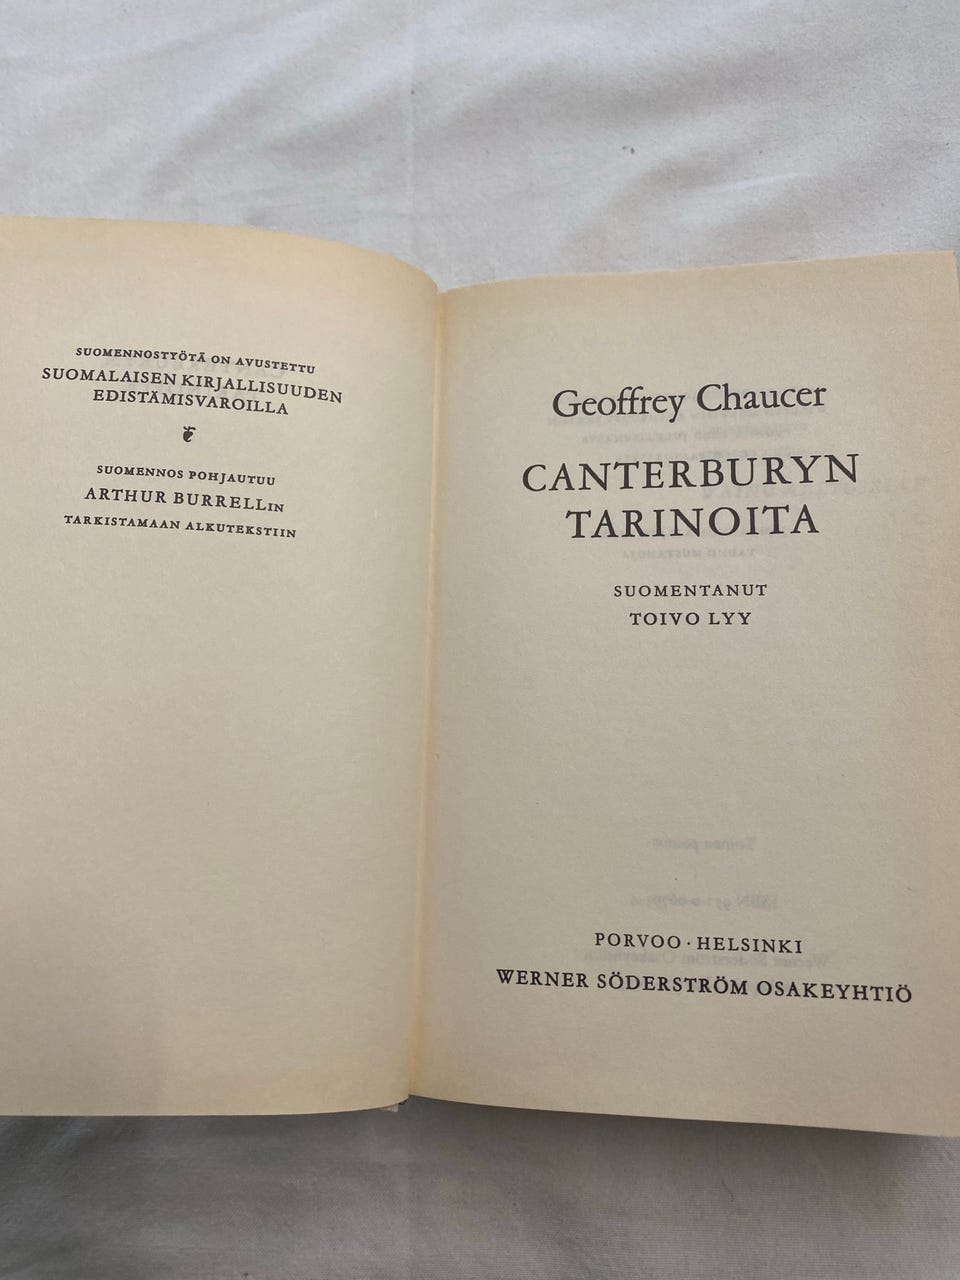 SUOMENNOSTYÖTÄ ON AVUSTETTU
SUOMALAISEN KIRJALLISUUDEN
EDISTÄMISVAROILLA
SUOMENNOS POHJAUTUU
ARTHUR BURRELLIN
TARKISTAMAAN ALKUTEKSTIIN
Geoffrey Chaucer
CANTERBURYN
TARINOITA
SUOMENTANUT
TOIVO LYY
PORVOO · HELSINKI
WERNER SÖDERSTRÖM OSAKEYHTIÖ